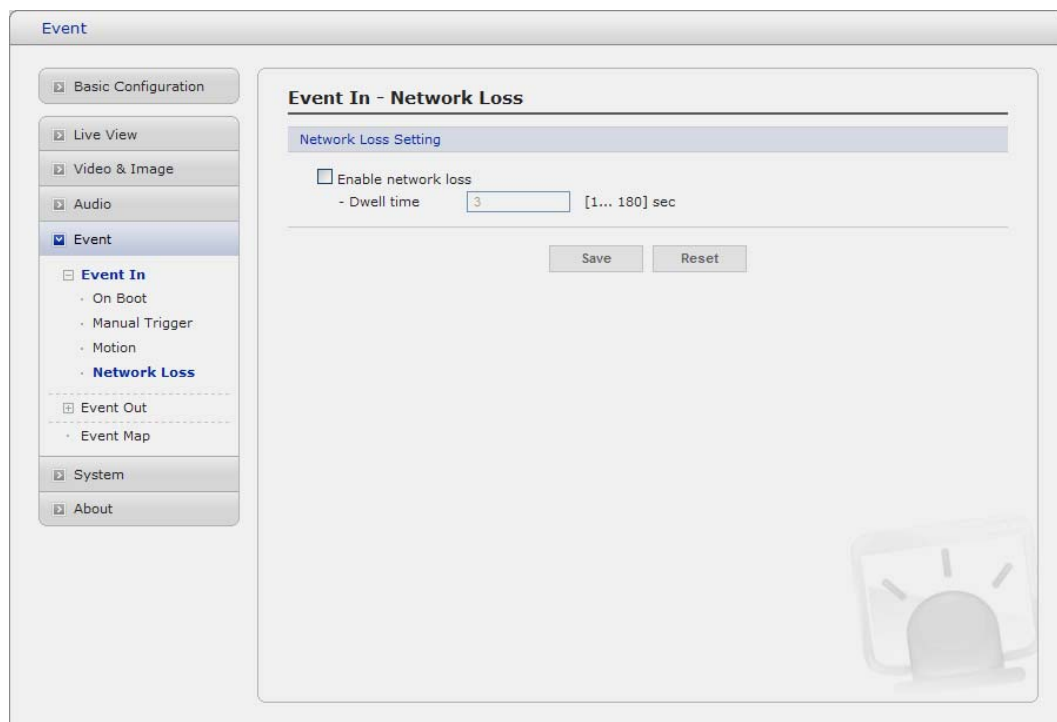 Event
Basic Configuration
Live View
Video & Image
Audio
Event
Event In
On Boot
Manual Trigger
Motion
Network Loss
Event Out
Event Map
System
About
Event In - Network Loss
Network Loss Setting
Enable network loss
- Dwell time 3 [1... 180] sec
Save Reset